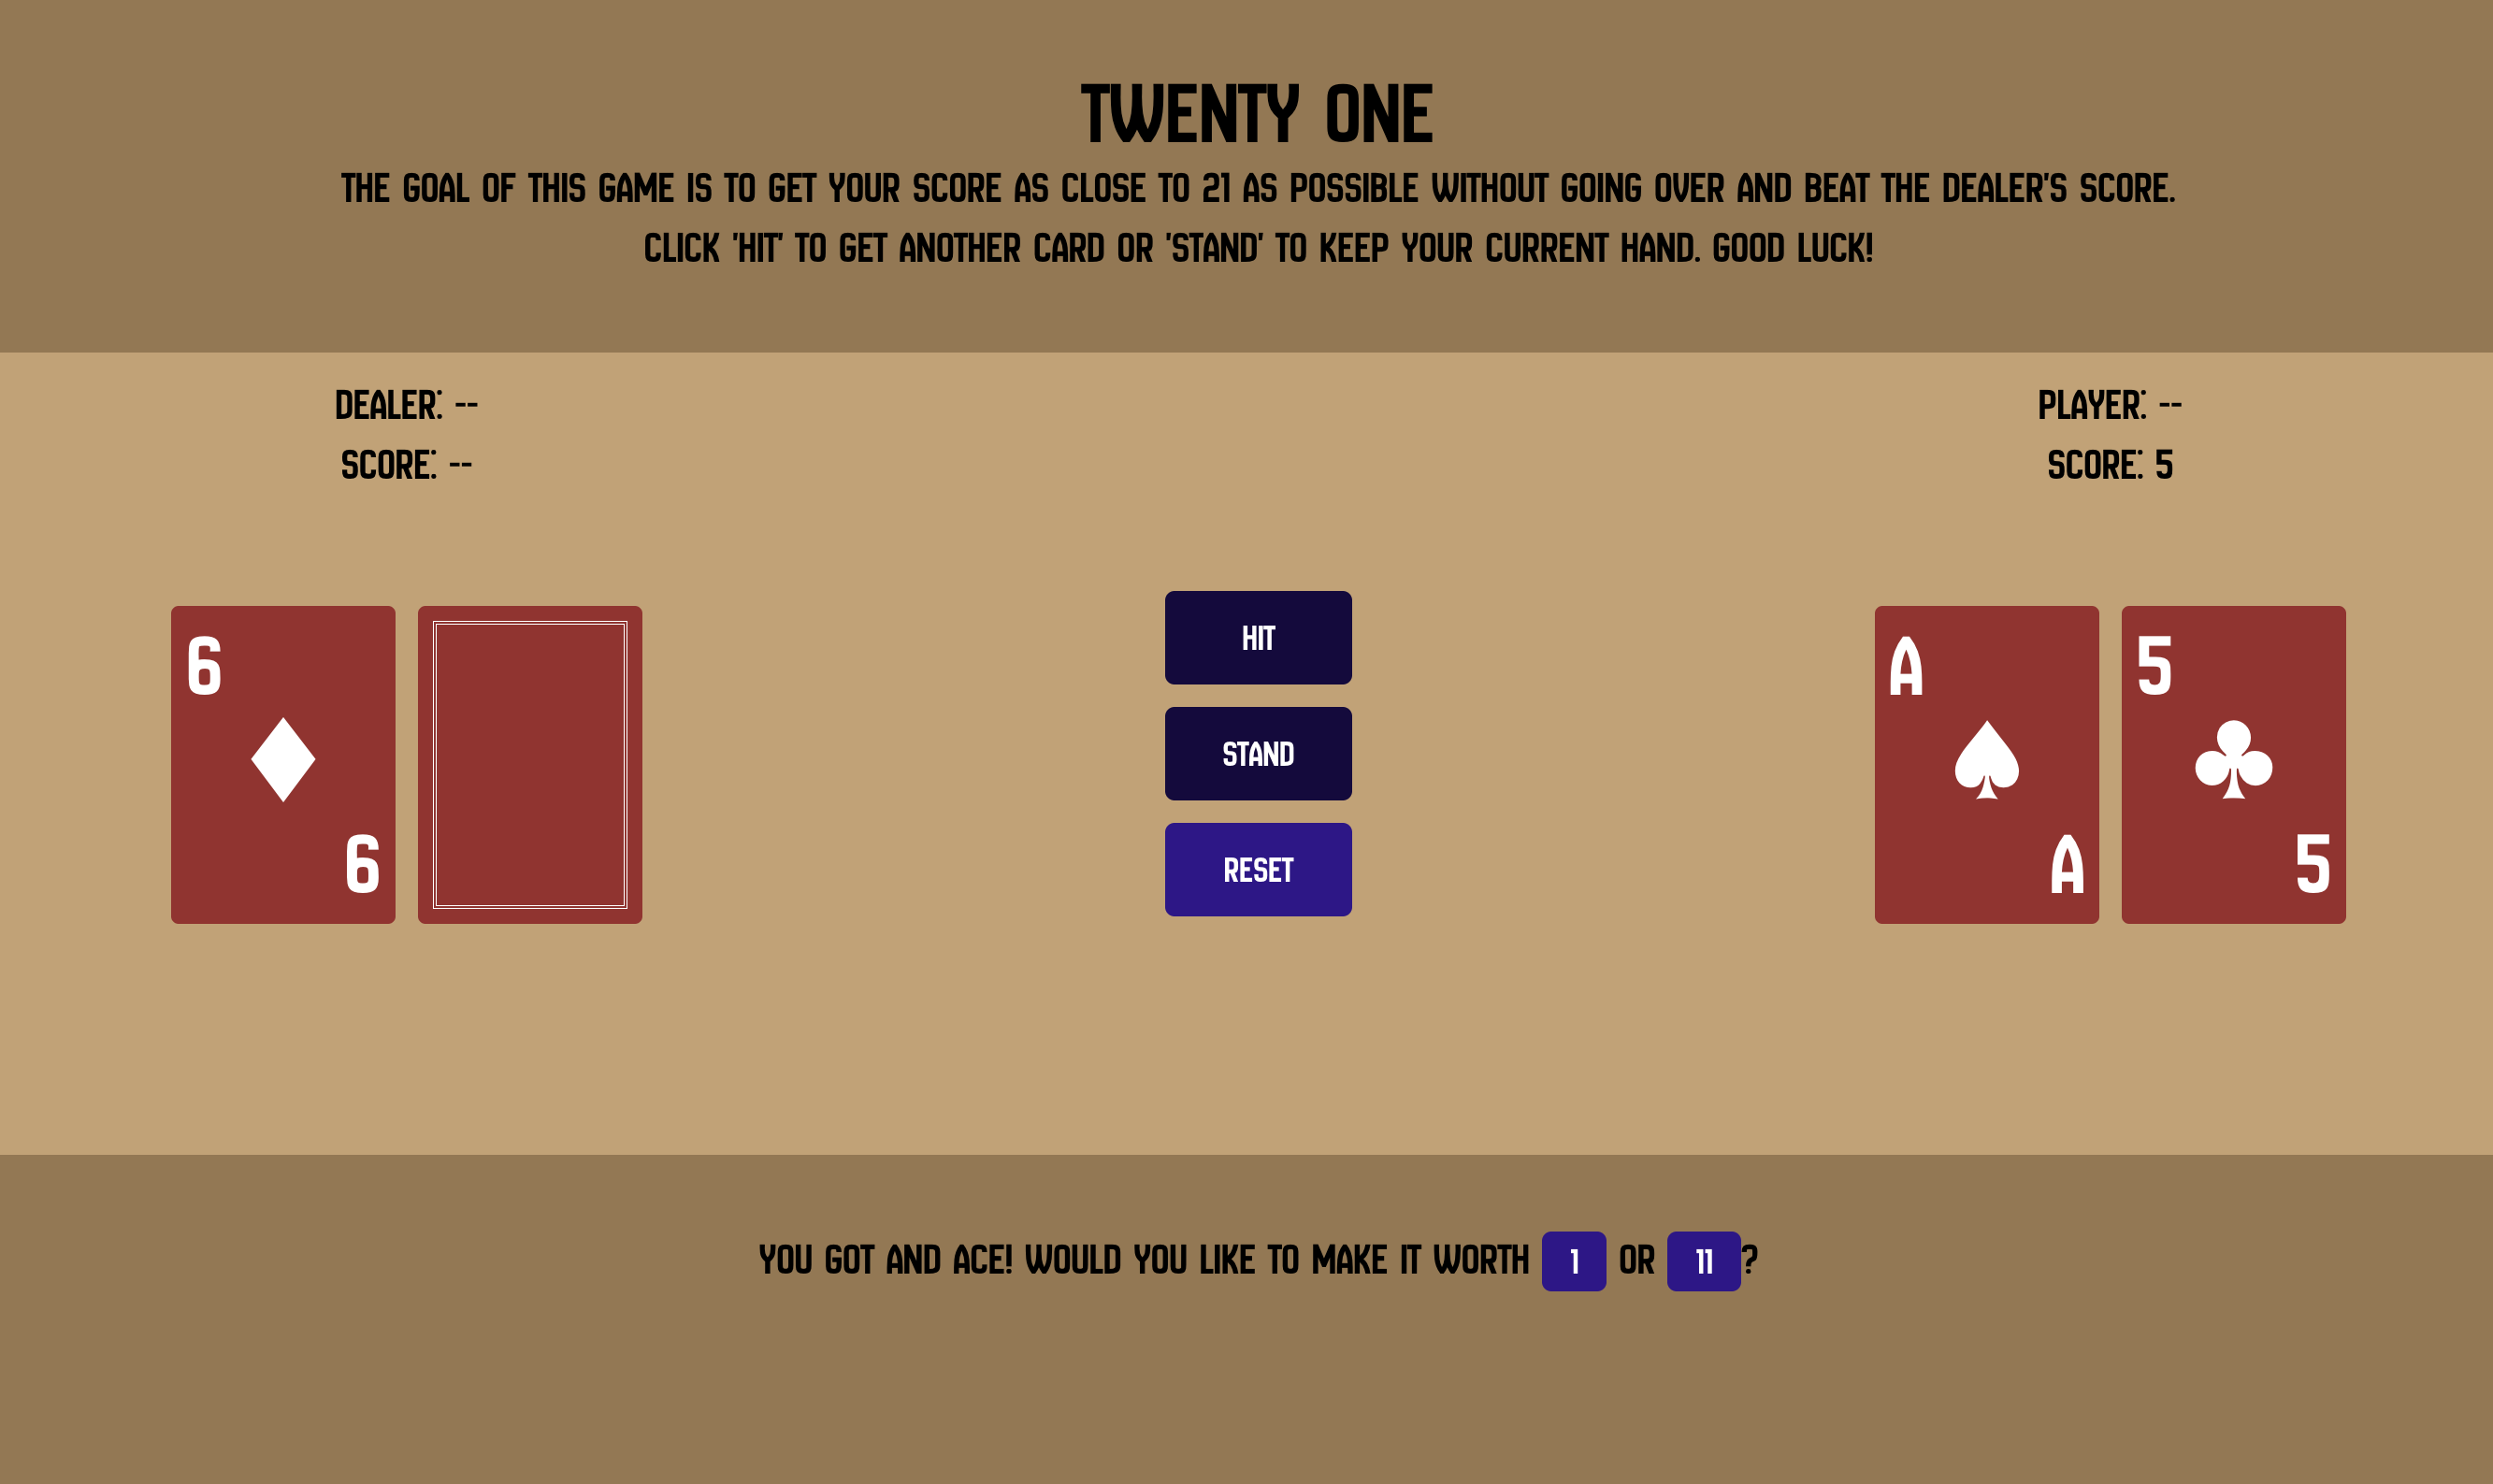 TWENTY ONE
THE GOAL OF THIS GAME IS TO GET YOUR SCORE AS CLOSE TO 21 AS POSSIBLE WITHOUT GOING OVER AND BEAT THE DEALER'S SCORE.
CLICK 'HIT' TO GET ANOTHER CARD OR 'STAND' TO KEEP YOUR CURRENT HAND. GOOD LUCK!
DEALER: --
SCORE: --
PLAYER: --
SCORE: 5
6
6
HIT
STAND
RESET
A
A
5
5
YOU GOT AND ACE! WOULD YOU LIKE TO MAKE IT WORTH 1 OR 11?